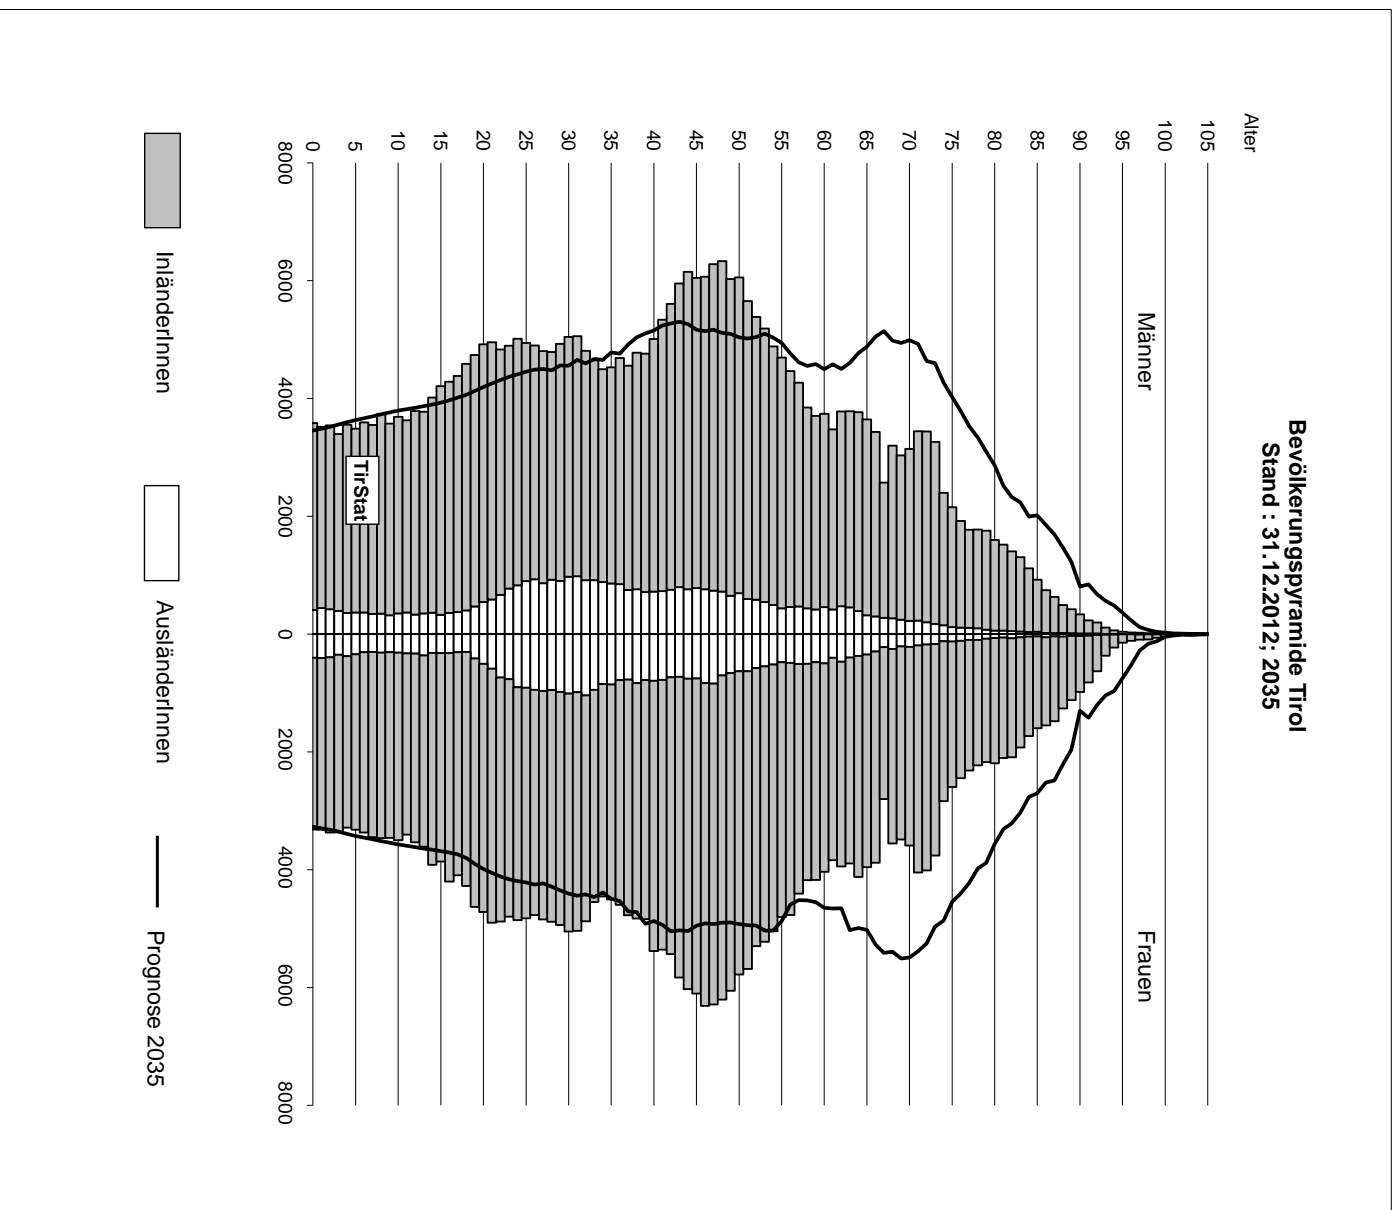 Bevölkerungspyramide Tirol
Stand : 31.12.2012; 2035
Alter
Männer
Frauen
105
100
95
90
85
80
75
70
65
60
55
50
45
40
35
30
25
20
15
10
5
0
TirStat
8000 6000 4000 2000 0 2000 4000 6000 8000
InländerInnen AusländerInnen Prognose 2035